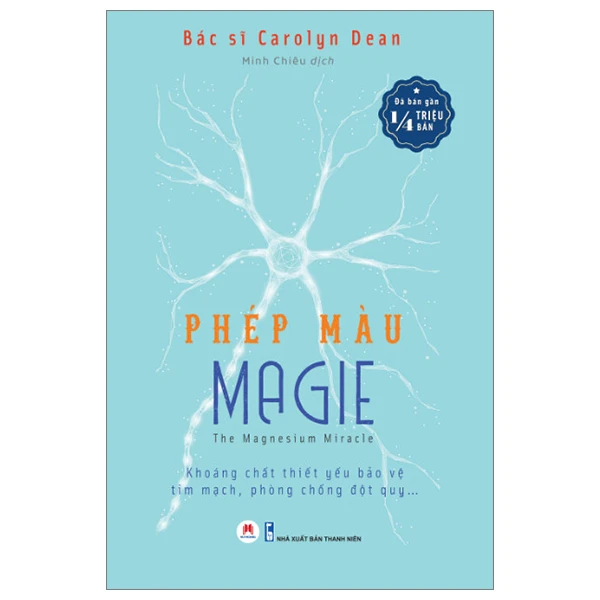 Bác sĩ Carolyn Dean
Minh Chiêu dịch
Đã bán gần
1/4 TRIỆU
BẢN
PHÉP MÀU
MAGIE
The Magnesium Miracle
Khoáng chất thiết yếu bảo vệ
tim mạch, phòng chống đột quỵ...
NHÀ XUẤT BẢN THANH NIÊN